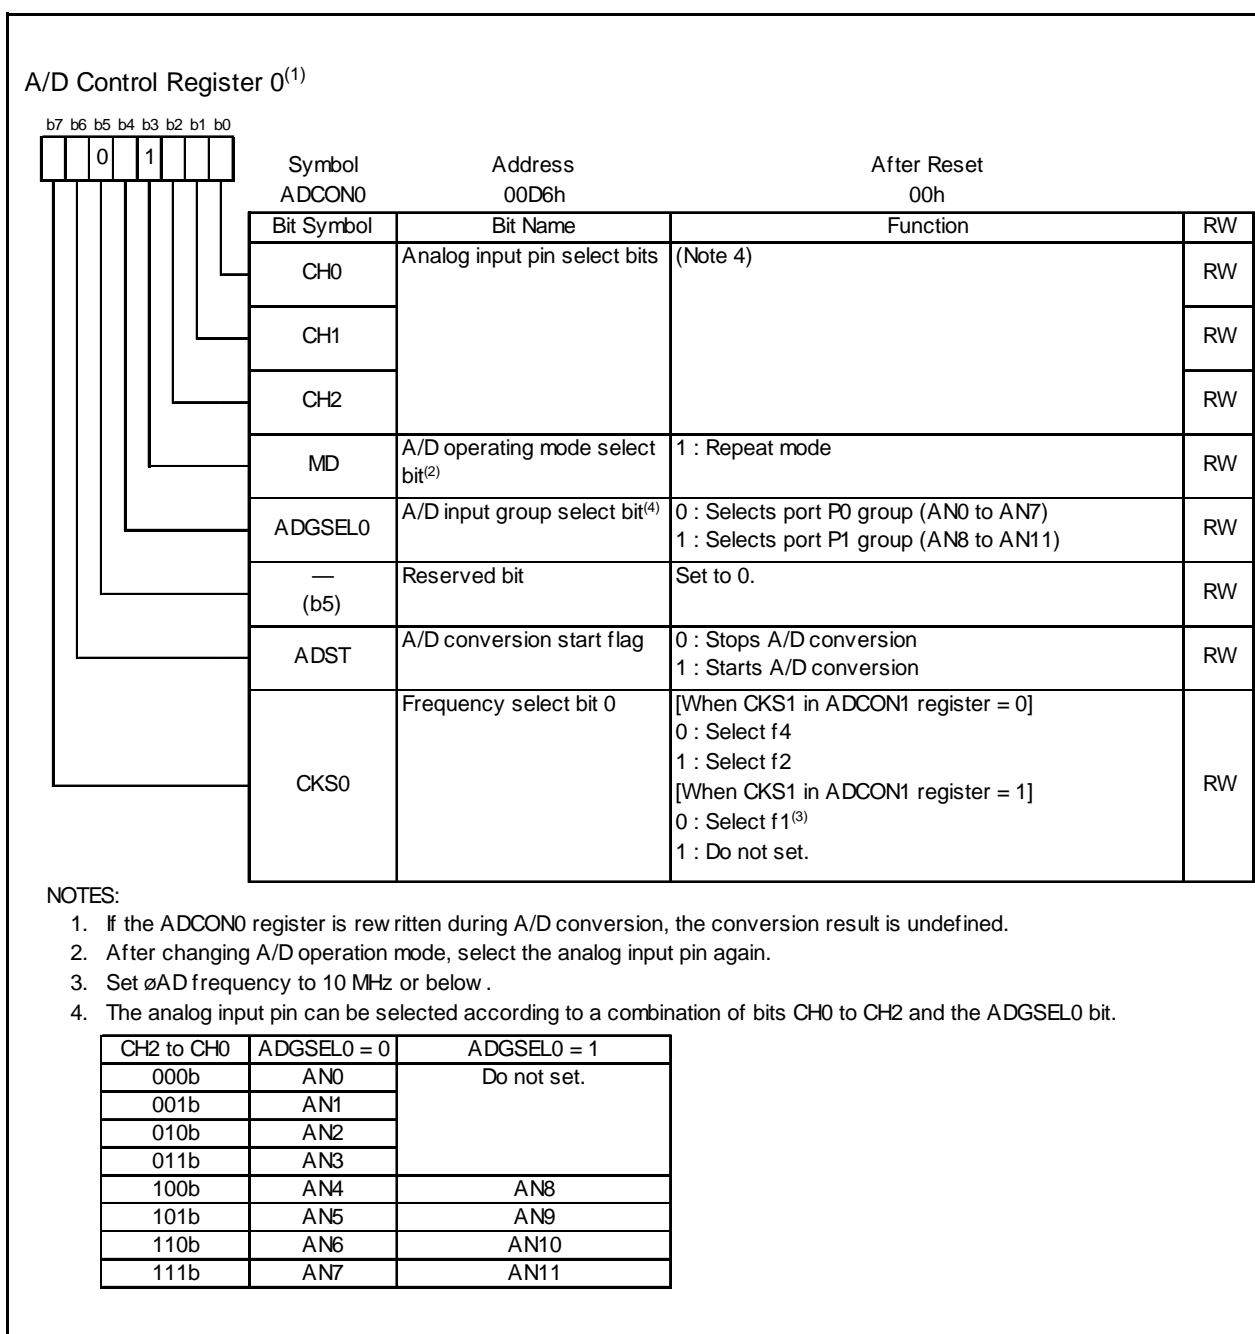 A/D Control Register 0(1)
b7 b6 b5 b4 b3 b2 b1 b0
0 1
Symbol Address After Reset
ADCON0 00D6h 00h
Bit Symbol Bit Name Function RW
CH0 Analog input pin select bits (Note 4) RW
CH1 RW
CH2 RW
MD A/D operating mode select bit(2) 1 : Repeat mode RW
ADGSEL0 A/D input group select bit(4) 0 : Selects port P0 group (AN0 to AN7)
1 : Selects port P1 group (AN8 to AN11) RW
—
(b5) Reserved bit Set to 0. RW
ADST A/D conversion start flag 0 : Stops A/D conversion
1 : Starts A/D conversion RW
CKS0 Frequency select bit 0 [When CKS1 in ADCON1 register = 0]
0 : Select f4
1 : Select f2
[When CKS1 in ADCON1 register = 1]
0 : Select f1(3)
1 : Do not set. RW
NOTES:
1. If the ADCON0 register is rewritten during A/D conversion, the conversion result is undefined.
2. After changing A/D operation mode, select the analog input pin again.
3. Set øAD frequency to 10 MHz or below.
4. The analog input pin can be selected according to a combination of bits CH0 to CH2 and the ADGSEL0 bit.
CH2 to CH0 ADGSEL0 = 0 ADGSEL0 = 1
000b AN0 Do not set.
001b AN1
010b AN2
011b AN3
100b AN4 AN8
101b AN5 AN9
110b AN6 AN10
111b AN7 AN11